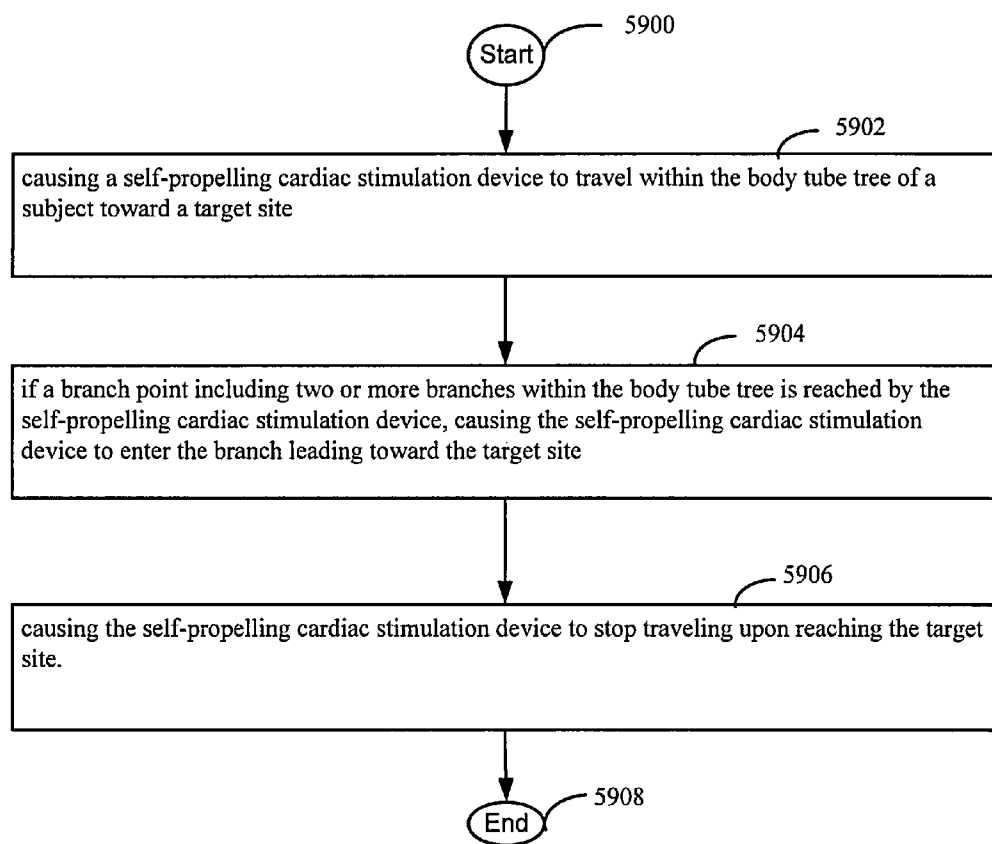 5900
Start
5902
causing a self-propelling cardiac stimulation device to travel within the body tube tree of a
subject toward a target site
5904
if a branch point including two or more branches within the body tube tree is reached by the
self-propelling cardiac stimulation device, causing the self-propelling cardiac stimulation
device to enter the branch leading toward the target site
5906
causing the self-propelling cardiac stimulation device to stop traveling upon reaching the target
site.
5908
End